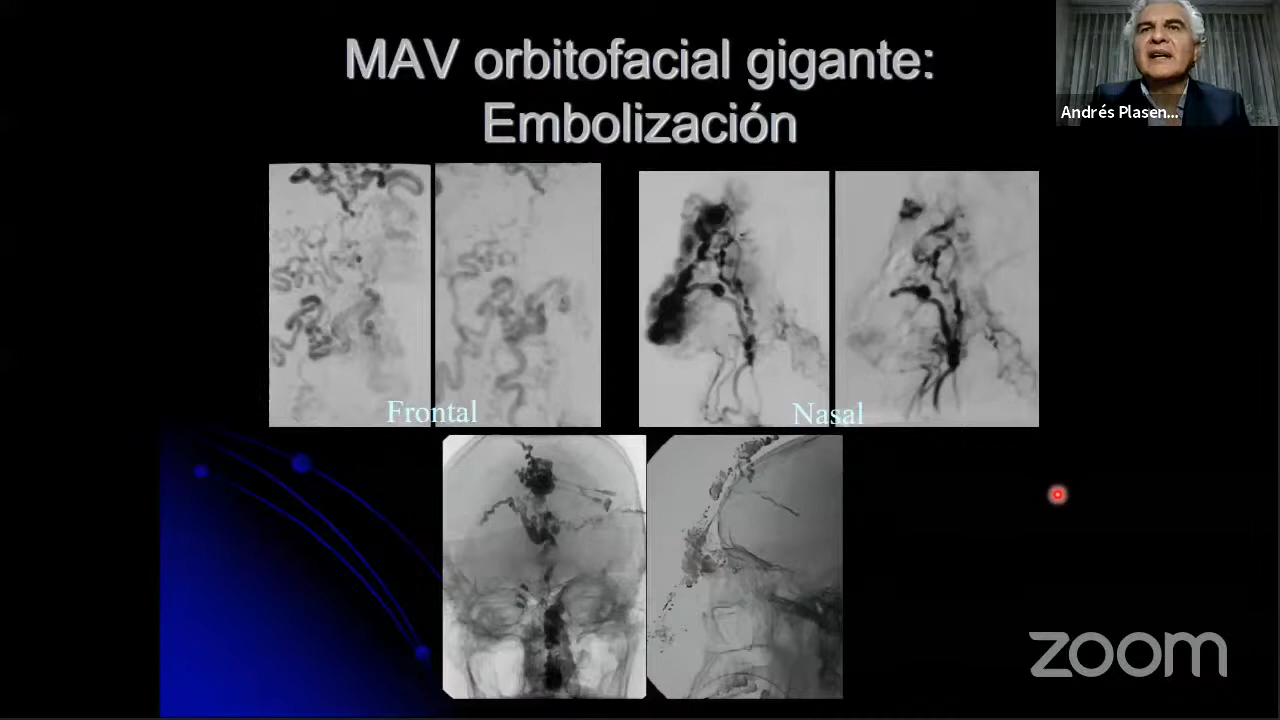 MAV orbitofacial gigante:
Embolización
Andrés Plasen...
Frontal
Nasal
zoom